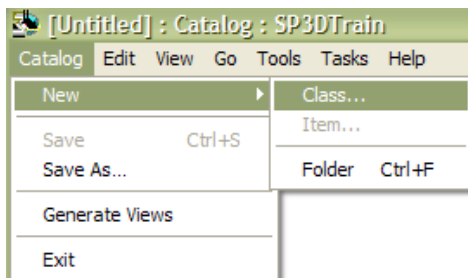 [Untitled] : Catalog : SP3DTrain
Catalog Edit View Go Tools Tasks Help
New
Class...
Item...
Save Ctrl+S
Save As...
Folder Ctrl+F
Generate Views
Exit